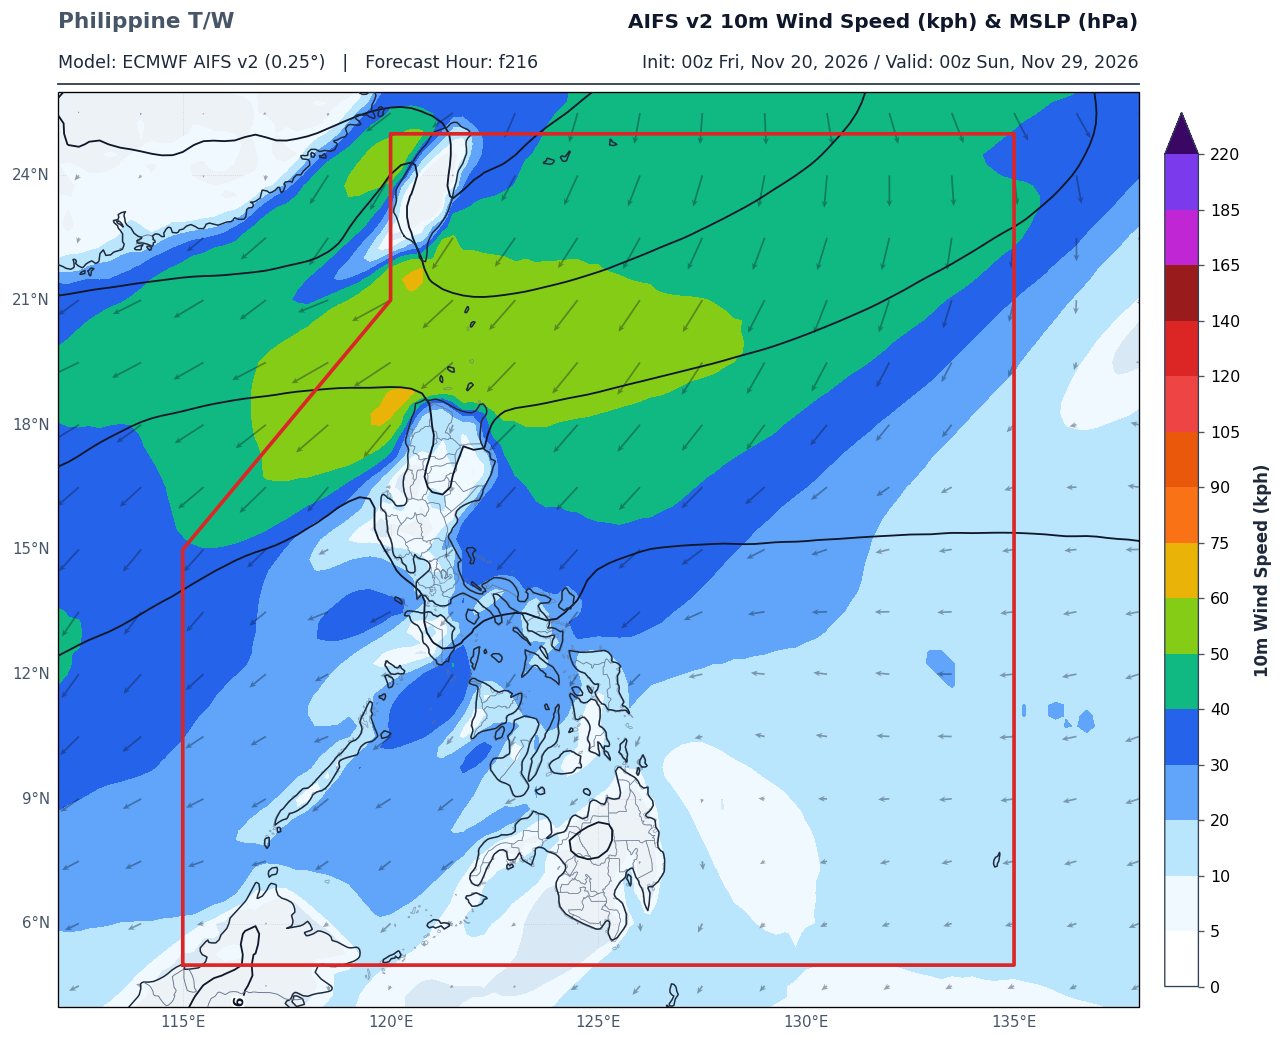 Philippine T/W
AIFS v2 10m Wind Speed (kph) & MSLP (hPa)
Model: ECMWF AIFS v2 (0.25°) | Forecast Hour: f216
Init: 00z Fri, Nov 20, 2026 / Valid: 00z Sun, Nov 29, 2026
24°N
21°N
18°N
15°N
12°N
9°N
6°N
115°E
120°E
125°E
130°E
135°E
220
185
165
140
120
105
90
75
60
50
40
30
20
10
5
0
10m Wind Speed (kph)